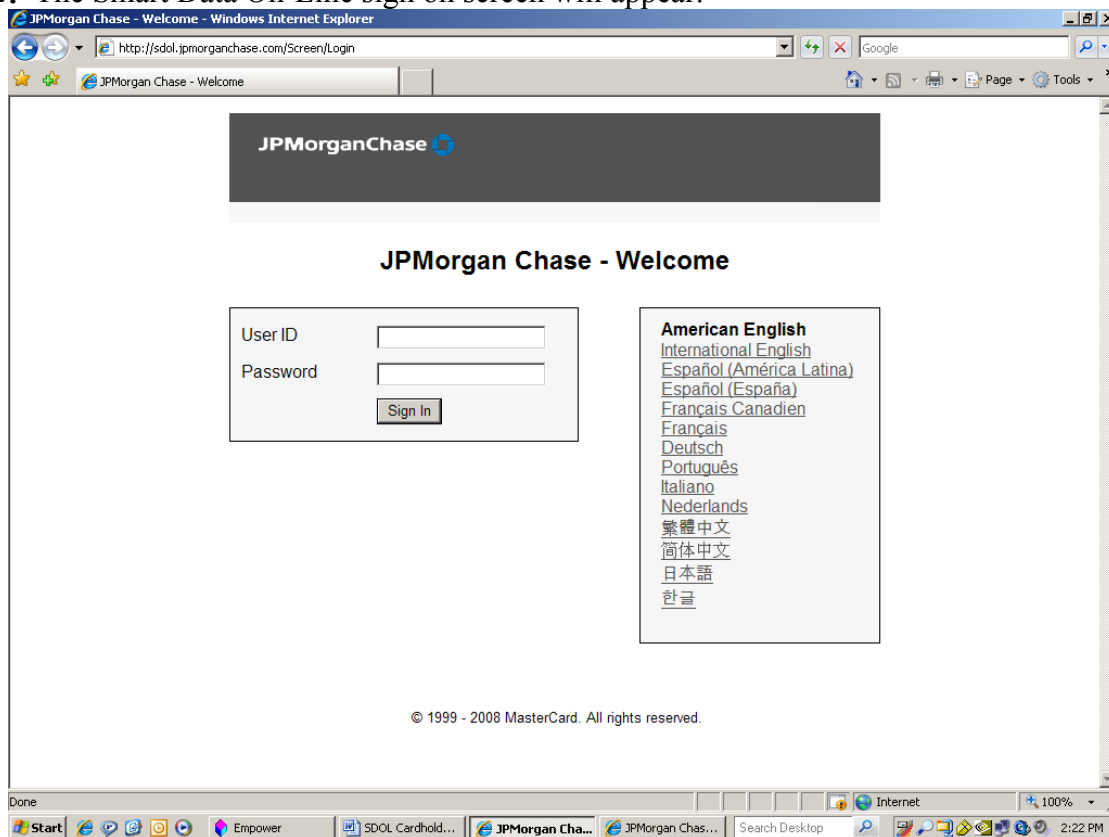 The Smart Data On-Line sign on screen will appear.
JPMorgan Chase - Welcome - Windows Internet Explorer
http://sdol.jpmorganchase.com/Screen/Login
Google
JPMorgan Chase - Welcome
Page
Tools
JPMorganChase
JPMorgan Chase - Welcome
User ID
Password
Sign In
American English
International English
Español (América Latina)
Español (España)
Français Canadien
Français
Deutsch
Português
Italiano
Nederlands
繁體中文
简体中文
日本語
한글
© 1999 - 2008 MasterCard. All rights reserved.
Done
Internet
100%
Start
Empower
SDOL Cardhold...
JPMorgan Cha...
JPMorgan Chas...
Search Desktop
2:22 PM